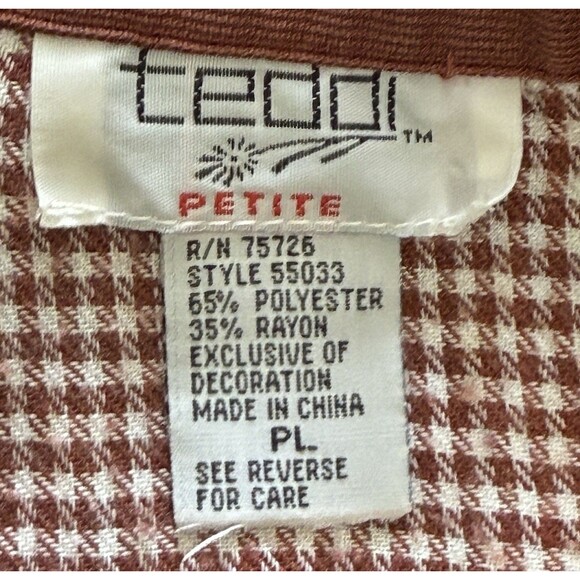 teddi
TM
PETITE
R/N 75726
STYLE 55033
65% POLYESTER
35% RAYON
EXCLUSIVE OF
DECORATION
MADE IN CHINA
PL
SEE REVERSE
FOR CARE